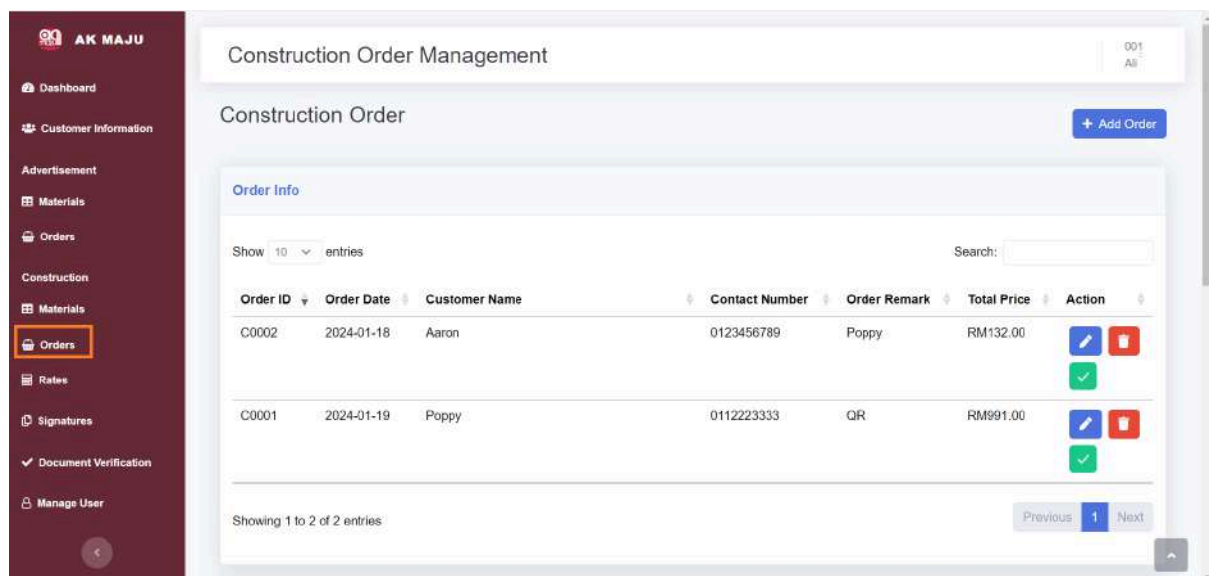 AK MAJU
Dashboard
Customer Information
Advertisement
Materials
Orders
Construction
Materials
Orders
Rates
Signatures
Document Verification
Manage User
Construction Order Management
001
Ali
Construction Order
+ Add Order
Order Info
Show 10 entries
Search:
Order ID Order Date Customer Name Contact Number Order Remark Total Price Action
C0002 2024-01-18 Aaron 0123456789 Poppy RM132.00
C0001 2024-01-19 Poppy 0112223333 QR RM991.00
Showing 1 to 2 of 2 entries
Previous 1 Next